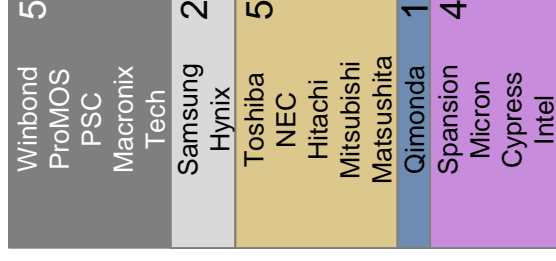 5
Winbond
ProMOS
PSC
Macronix
Tech
2
Samsung
Hynix
5
Toshiba
NEC
Hitachi
Mitsubishi
Matsushita
1
Qimonda
4
Spansion
Micron
Cypress
Intel